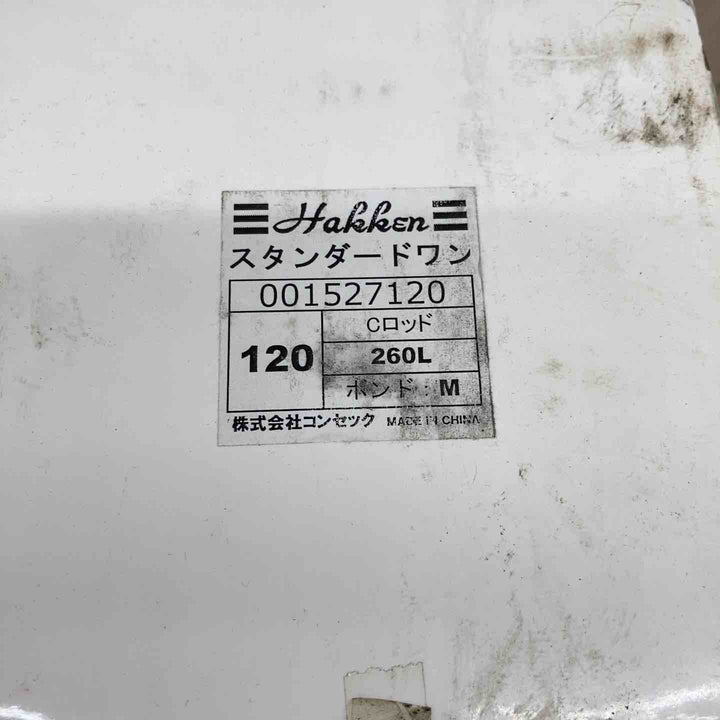 Hakken
スタンダードワン
001527120
120
Cロッド
260L
ボンド:M
株式会社コンセック MADE IN CHINA